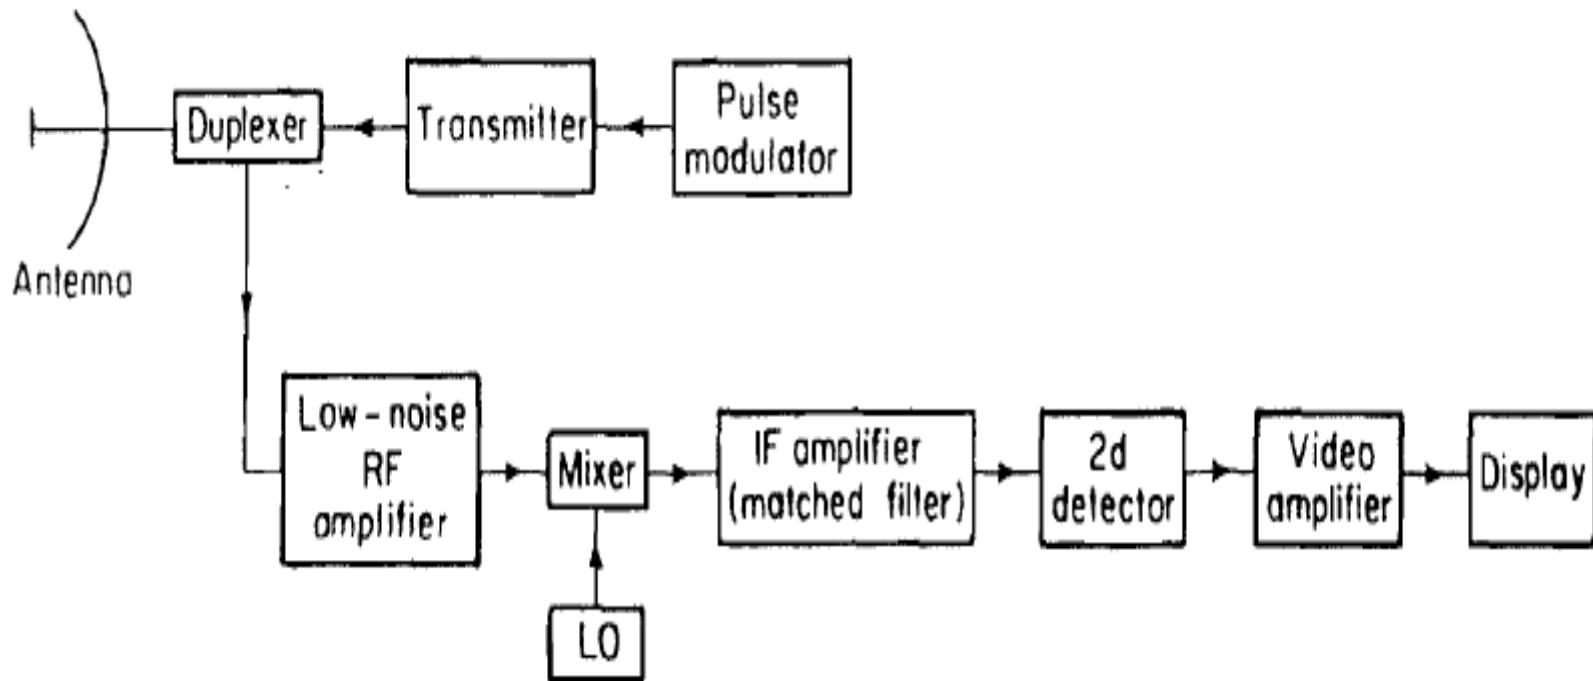 Duplexer
Transmitter
Pulse
modulator
Antenna
Low-noise
RF
amplifier
Mixer
IF amplifier
(matched filter)
2d
detector
Video
amplifier
Display
LO